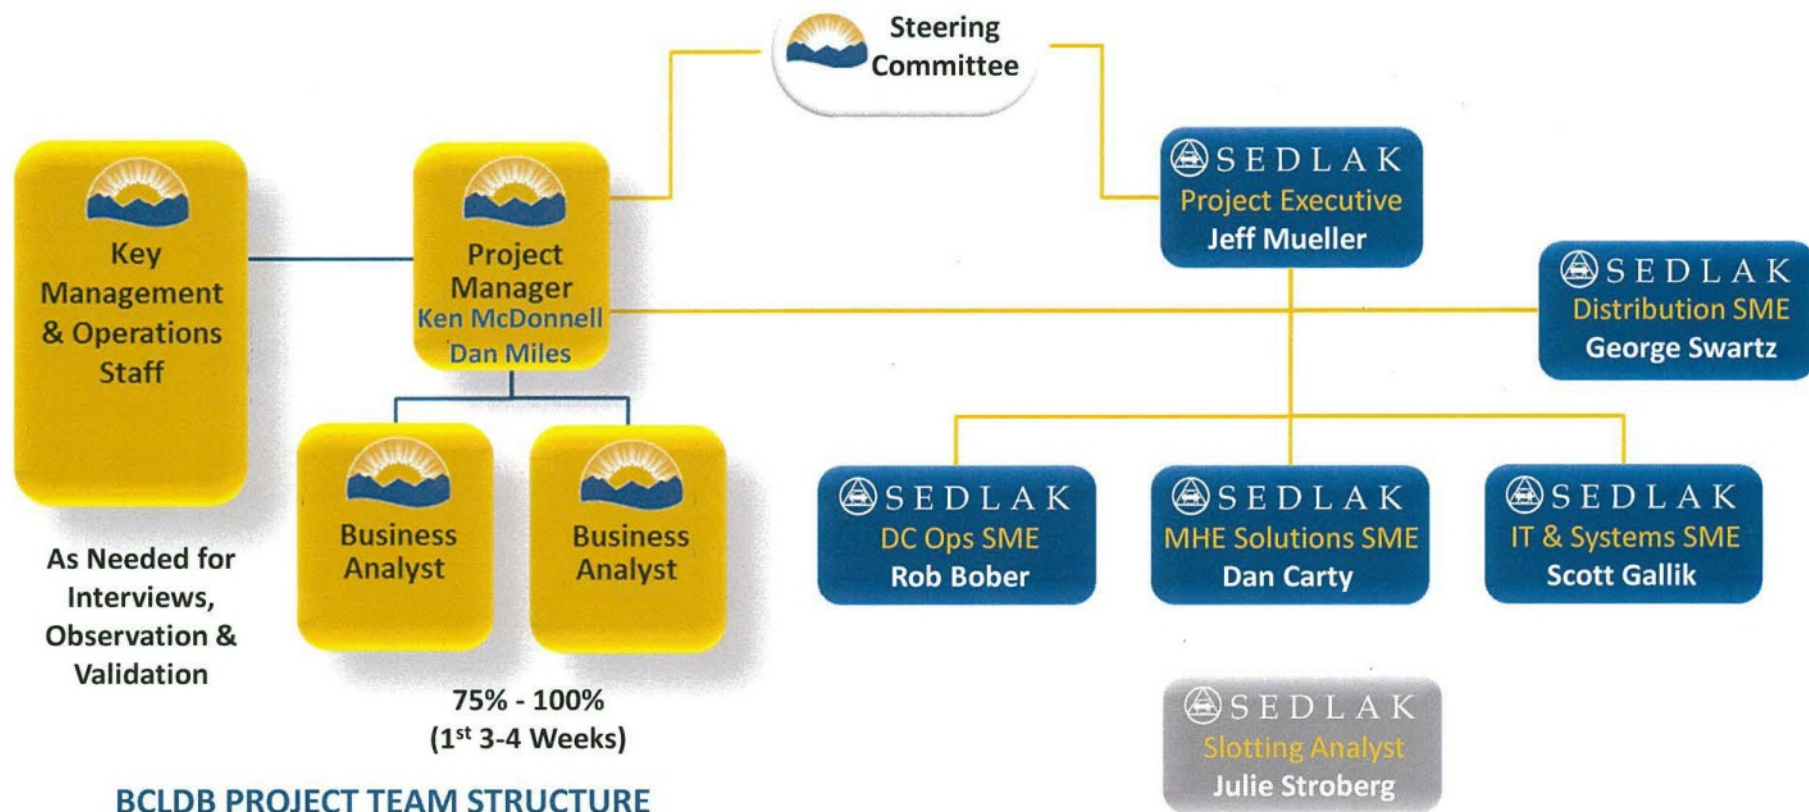 Steering
Committee
Key
Management
& Operations
Staff
As Needed for
Interviews,
Observation &
Validation
Project
Manager
Ken McDonnell
Dan Miles
Business
Analyst
Business
Analyst
75% - 100%
(1st 3-4 Weeks)
SEDLAK
Project Executive
Jeff Mueller
SEDLAK
Distribution SME
George Swartz
SEDLAK
DC Ops SME
Rob Bober
SEDLAK
MHE Solutions SME
Dan Carty
SEDLAK
IT & Systems SME
Scott Gallik
SEDLAK
Slotting Analyst
Julie Stroberg
BCLDB PROJECT TEAM STRUCTURE